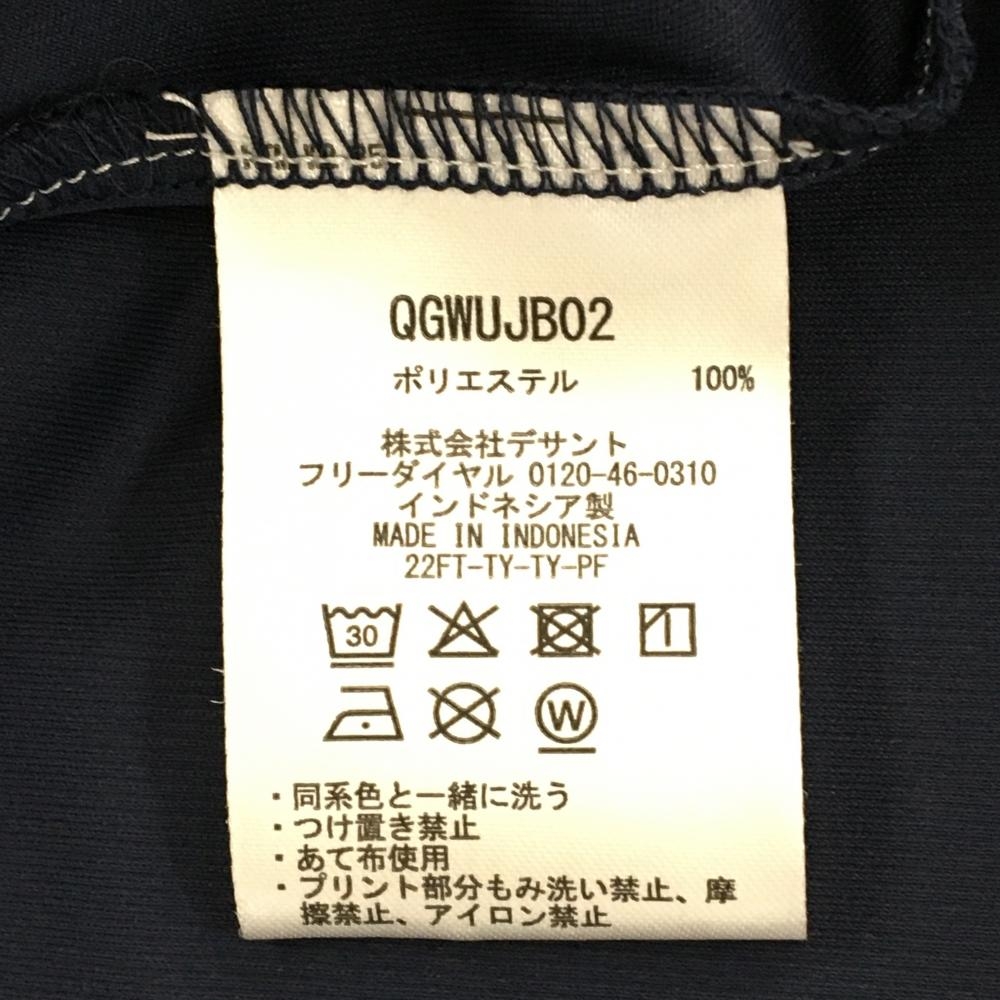 QGWUJB02
ポリエステル 100%
株式会社デサント
フリーダイヤル 0120-46-0310
インドネシア製
MADE IN INDONESIA
22FT-TY-TY-PF
30
W
・同系色と一緒に洗う
・つけ置き禁止
・あて布使用
・プリント部分もみ洗い禁止、摩
擦禁止、アイロン禁止